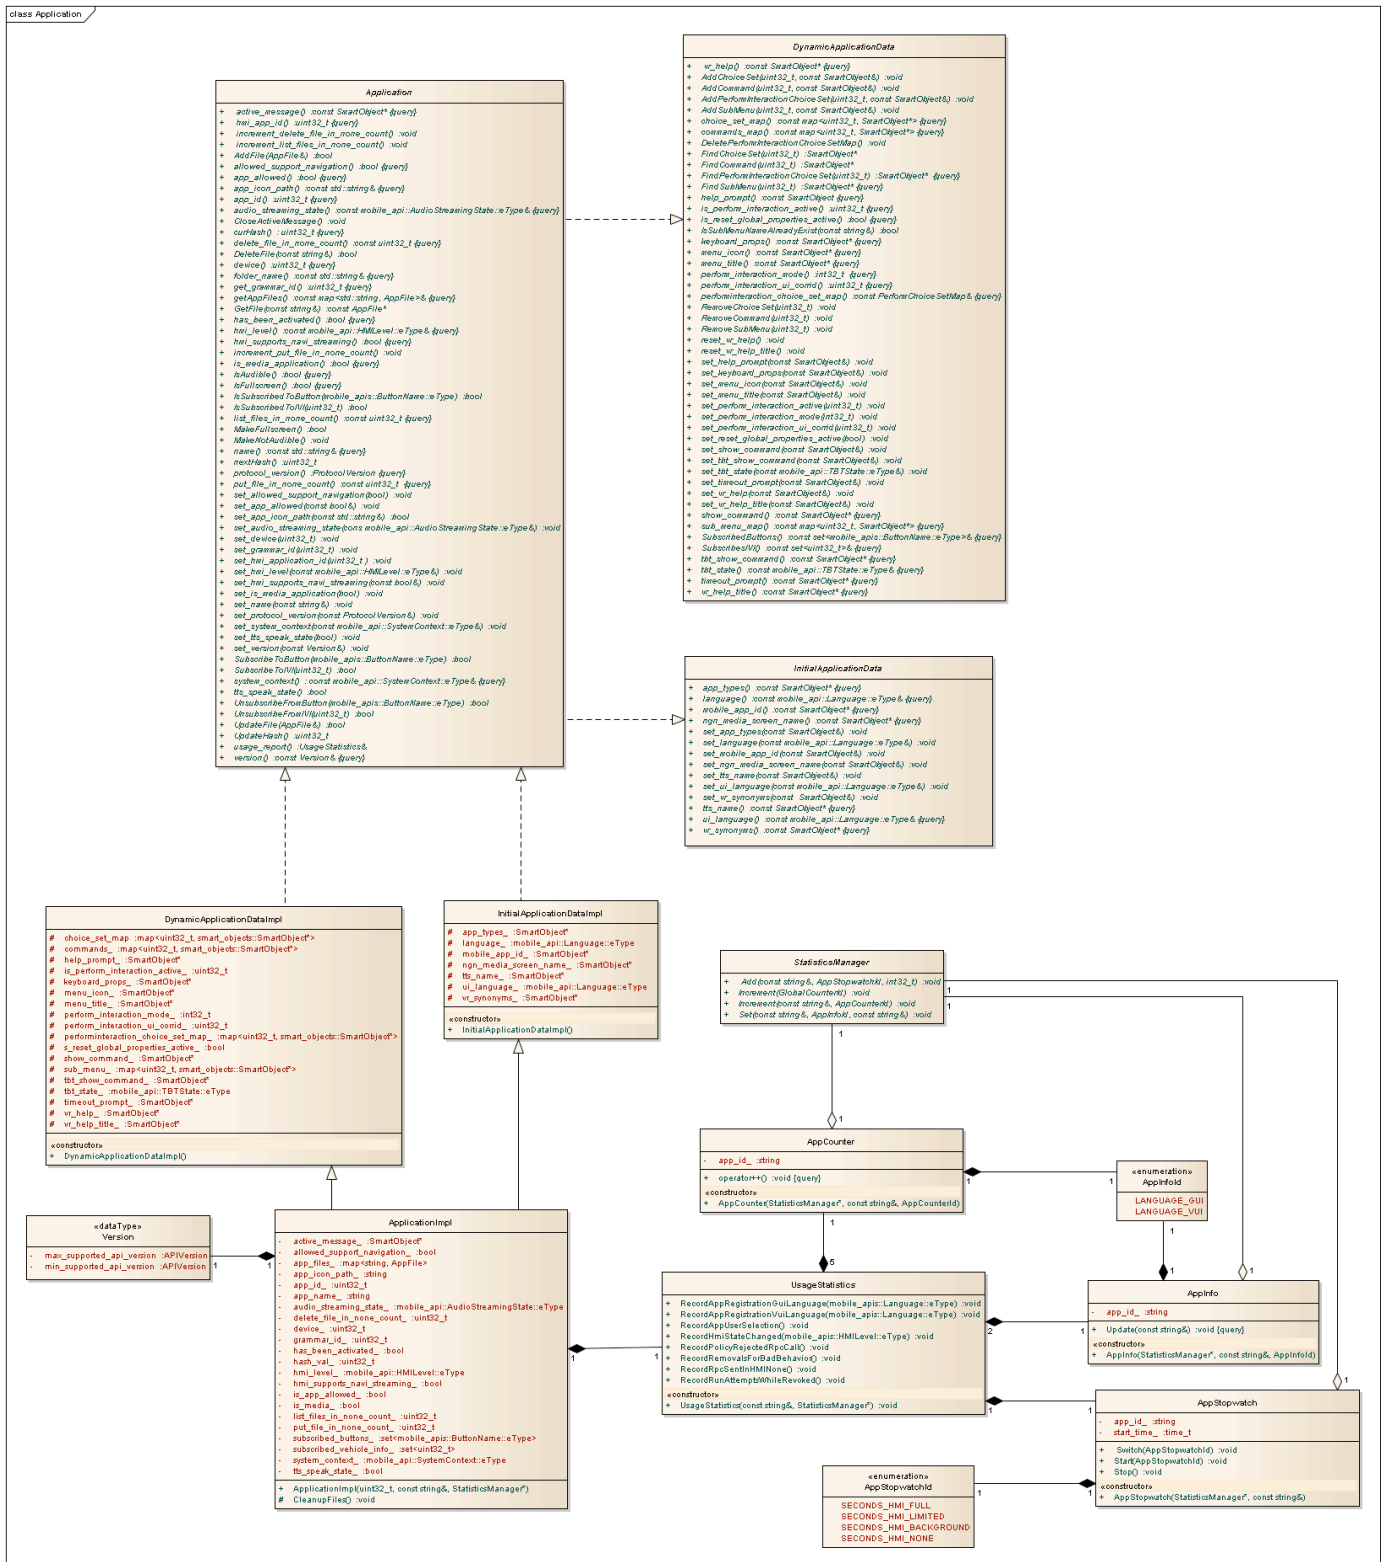 class Application
DynamicApplicationData
+ vr_help() :const SmartObject* {query}
+ AddChoiceSet(uint32_t, const SmartObject&) :void
+ AddCommand(uint32_t, const SmartObject&) :void
+ AddPerformInteractionChoiceSet(uint32_t, const SmartObject&) :void
+ AddSubMenu(uint32_t, const SmartObject&) :void
+ choice_set_map() :const map<uint32_t, SmartObject*> {query}
+ commands_map() :const map<uint32_t, SmartObject*> {query}
+ DeletePerformInteractionChoiceSetMap() :void
+ FindChoiceSet(uint32_t) :SmartObject*
+ FindCommand(uint32_t) :SmartObject*
+ FindPerformInteractionChoiceSet(uint32_t) :SmartObject* {query}
+ FindSubMenu(uint32_t) :SmartObject* {query}
+ help_prompt() :const SmartObject* {query}
+ is_perform_interaction_active() :uint32_t {query}
+ is_reset_global_properties_active() :bool {query}
+ IsSubMenuNameAlreadyExist(const string&) :bool
+ keyboard_props() :const SmartObject* {query}
+ menu_icon() :const SmartObject* {query}
+ menu_title() :const SmartObject* {query}
+ perform_interaction_mode() :int32_t {query}
+ perform_interaction_ui_corrid() :uint32_t {query}
+ performinteraction_choice_set_map() :const PerformChoiceSetMap& {query}
+ RemoveChoiceSet(uint32_t) :void
+ RemoveCommand(uint32_t) :void
+ RemoveSubMenu(uint32_t) :void
+ reset_vr_help() :void
+ reset_vr_help_title() :void
+ set_help_prompt(const SmartObject&) :void
+ set_keyboard_props(const SmartObject&) :void
+ set_menu_icon(const SmartObject&) :void
+ set_menu_title(const SmartObject&) :void
+ set_perform_interaction_active(uint32_t) :void
+ set_perform_interaction_mode(int32_t) :void
+ set_perform_interaction_ui_corrid(uint32_t) :void
+ set_reset_global_properties_active(bool) :void
+ set_show_command(const SmartObject&) :void
+ set_tbt_show_command(const SmartObject&) :void
+ set_tbt_state(const mobile_api::TBTState::eType&) :void
+ set_timeout_prompt(const SmartObject&) :void
+ set_vr_help(const SmartObject&) :void
+ set_vr_help_title(const SmartObject&) :void
+ show_command() :const SmartObject* {query}
+ sub_menu_map() :const map<uint32_t, SmartObject*> {query}
+ SubscribedButtons() :const set<mobile_apis::ButtonName::eType>& {query}
+ SubscribesIVI() :const set<uint32_t>& {query}
+ tbt_show_command() :const SmartObject* {query}
+ tbt_state() :const mobile_api::TBTState::eType& {query}
+ timeout_prompt() :const SmartObject* {query}
+ vr_help_title() :const SmartObject* {query}
Application
+ active_message() :const SmartObject* {query}
+ hmi_app_id() :uint32_t {query}
+ increment_delete_file_in_none_count() :void
+ increment_list_files_in_none_count() :void
+ AddFile(AppFile&) :bool
+ allowed_support_navigation() :bool {query}
+ app_allowed() :bool {query}
+ app_icon_path() :const std::string& {query}
+ app_id() :uint32_t {query}
+ audio_streaming_state() :const mobile_api::AudioStreamingState::eType& {query}
+ CloseActiveMessage() :void
+ curHash() : uint32_t {query}
+ delete_file_in_none_count() :const uint32_t {query}
+ DeleteFile(const string&) :bool
+ device() :uint32_t {query}
+ folder_name() :const std::string& {query}
+ get_grammar_id() :uint32_t {query}
+ getAppFiles() :const map<std::string, AppFile>& {query}
+ GetFile(const string&) :const AppFile*
+ has_been_activated() :bool {query}
+ hmi_level() :const mobile_api::HMILevel::eType& {query}
+ hmi_supports_navi_streaming() :bool {query}
+ increment_put_file_in_none_count() :void
+ is_media_application() :bool {query}
+ IsAudible() :bool {query}
+ IsFullscreen() :bool {query}
+ IsSubscribedToButton(mobile_apis::ButtonName::eType) :bool
+ IsSubscribedToIVI(uint32_t) :bool
+ list_files_in_none_count() :const uint32_t {query}
+ MakeFullscreen() :bool
+ MakeNotAudible() :void
+ name() :const std::string& {query}
+ nextHash() :uint32_t
+ protocol_version() :ProtocolVersion {query}
+ put_file_in_none_count() :const uint32_t {query}
+ set_allowed_support_navigation(bool) :void
+ set_app_allowed(const bool&) :void
+ set_app_icon_path(const std::string&) :bool
+ set_audio_streaming_state(cons mobile_api::AudioStreamingState::eType&) :void
+ set_device(uint32_t) :void
+ set_grammar_id(uint32_t) :void
+ set_hmi_application_id(uint32_t ) :void
+ set_hmi_level(const mobile_api::HMILevel::eType&) :void
+ set_hmi_supports_navi_streaming(const bool&) :void
+ set_is_media_application(bool) :void
+ set_name(const string&) :void
+ set_protocol_version(const ProtocolVersion&) :void
+ set_system_context(const mobile_api::SystemContext::eType&) :void
+ set_tts_speak_state(bool) :void
+ set_version(const Version&) :void
+ SubscribeToButton(mobile_apis::ButtonName::eType) :bool
+ SubscribeToIVI(uint32_t) :bool
+ system_context() : const mobile_api::SystemContext::eType& {query}
+ tts_speak_state() :bool
+ UnsubscribeFromButton(mobile_apis::ButtonName::eType) :bool
+ UnsubscribeFromIVI(uint32_t) :bool
+ UpdateFile(AppFile&) :bool
+ UpdateHash() :uint32_t
+ usage_report() :UsageStatistics&
+ version() :const Version& {query}
InitialApplicationData
+ app_types() :const SmartObject* {query}
+ language() :const mobile_api::Language::eType& {query}
+ mobile_app_id() :const SmartObject* {query}
+ ngn_media_screen_name() :const SmartObject* {query}
+ set_app_types(const SmartObject&) :void
+ set_language(const mobile_api::Language::eType&) :void
+ set_mobile_app_id(const SmartObject&) :void
+ set_ngn_media_screen_name(const SmartObject&) :void
+ set_tts_name(const SmartObject&) :void
+ set_ui_language(const mobile_api::Language::eType&) :void
+ set_vr_synonyms(const SmartObject&) :void
+ tts_name() :const SmartObject* {query}
+ ui_language() :const mobile_api::Language::eType& {query}
+ vr_synonyms() :const SmartObject* {query}
DynamicApplicationDataImpl
# choice_set_map :map<uint32_t, smart_objects::SmartObject*>
# commands_ :map<uint32_t, smart_objects::SmartObject*>
# help_prompt_ :SmartObject*
# is_perform_interaction_active_ :uint32_t
# keyboard_props_ :SmartObject*
# menu_icon_ :SmartObject*
# menu_title_ :SmartObject*
# perform_interaction_mode_ :int32_t
# perform_interaction_ui_corrid_ :uint32_t
# performinteraction_choice_set_map_ :map<uint32_t, smart_objects::SmartObject*>
# s_reset_global_properties_active_ :bool
# show_command_ :SmartObject*
# sub_menu_ :map<uint32_t, smart_objects::SmartObject*>
# tbt_show_command_ :SmartObject*
# tbt_state_ :mobile_api::TBTState::eType
# timeout_prompt_ :SmartObject*
# vr_help_ :SmartObject*
# vr_help_title_ :SmartObject*
«constructor»
+ DynamicApplicationDataImpl()
InitialApplicationDataImpl
# app_types_ :SmartObject*
# language_ :mobile_api::Language::eType
# mobile_app_id_ :SmartObject*
# ngn_media_screen_name_ :SmartObject*
# tts_name_ :SmartObject*
# ui_language_ :mobile_api::Language::eType
# vr_synonyms_ :SmartObject*
«constructor»
+ InitialApplicationDataImpl()
StatisticsManager
+ Add(const string&, AppStopwatchId, int32_t) :void
+ Increment(GlobalCounterId) :void
+ Increment(const string&, AppCounterId) :void
+ Set(const string&, AppInfoId, const string&) :void
1
1
1
1
AppCounter
- app_id_ :string
+ operator++() :void {query}
«constructor»
+ AppCounter(StatisticsManager*, const string&, AppCounterId)
1
1
1
«enumeration»
AppInfoId
LANGUAGE_GUI
LANGUAGE_VUI
1
1
1
«dataType»
Version
- max_supported_api_version :APIVersion
- min_supported_api_version :APIVersion
1
1
ApplicationImpl
- active_message_ :SmartObject*
- allowed_support_navigation_ :bool
- app_files_ :map<string, AppFile>
- app_icon_path_ :string
- app_id_ :uint32_t
- app_name_ :string
- audio_streaming_state_ :mobile_api::AudioStreamingState::eType
- delete_file_in_none_count_ :uint32_t
- device_ :uint32_t
- grammar_id_ :uint32_t
- has_been_activated_ :bool
- hash_val_ :uint32_t
- hmi_level_ :mobile_api::HMILevel::eType
- hmi_supports_navi_streaming_ :bool
- is_app_allowed_ :bool
- is_media_ :bool
- list_files_in_none_count_ :uint32_t
- put_file_in_none_count_ :uint32_t
- subscribed_buttons_ :set<mobile_apis::ButtonName::eType>
- subscribed_vehicle_info_ :set<uint32_t>
- system_context_ :mobile_api::SystemContext::eType
- tts_speak_state_ :bool
+ ApplicationImpl(uint32_t, const string&, StatisticsManager*)
# CleanupFiles() :void
1
1
5
UsageStatistics
+ RecordAppRegistrationGuiLanguage(mobile_apis::Language::eType) :void
+ RecordAppRegistrationVuiLanguage(mobile_apis::Language::eType) :void
+ RecordAppUserSelection() :void
+ RecordHmiStateChanged(mobile_apis::HMILevel::eType) :void
+ RecordPolicyRejectedRpcCall() :void
+ RecordRemovalsForBadBehavior() :void
+ RecordRpcSentInHMINone() :void
+ RecordRunAttemptsWhileRevoked() :void
«constructor»
+ UsageStatistics(const string&, StatisticsManager*) :void
2
1
1
1
AppInfo
- app_id_ :string
+ Update(const string&) :void {query}
«constructor»
+ AppInfo(StatisticsManager*, const string&, AppInfoId)
1
AppStopwatch
- app_id_ :string
- start_time_ :time_t
+ Switch(AppStopwatchId) :void
+ Start(AppStopwatchId) :void
+ Stop() :void
«constructor»
+ AppStopwatch(StatisticsManager*, const string&)
«enumeration»
AppStopwatchId
SECONDS_HMI_FULL
SECONDS_HMI_LIMITED
SECONDS_HMI_BACKGROUND
SECONDS_HMI_NONE
1
1